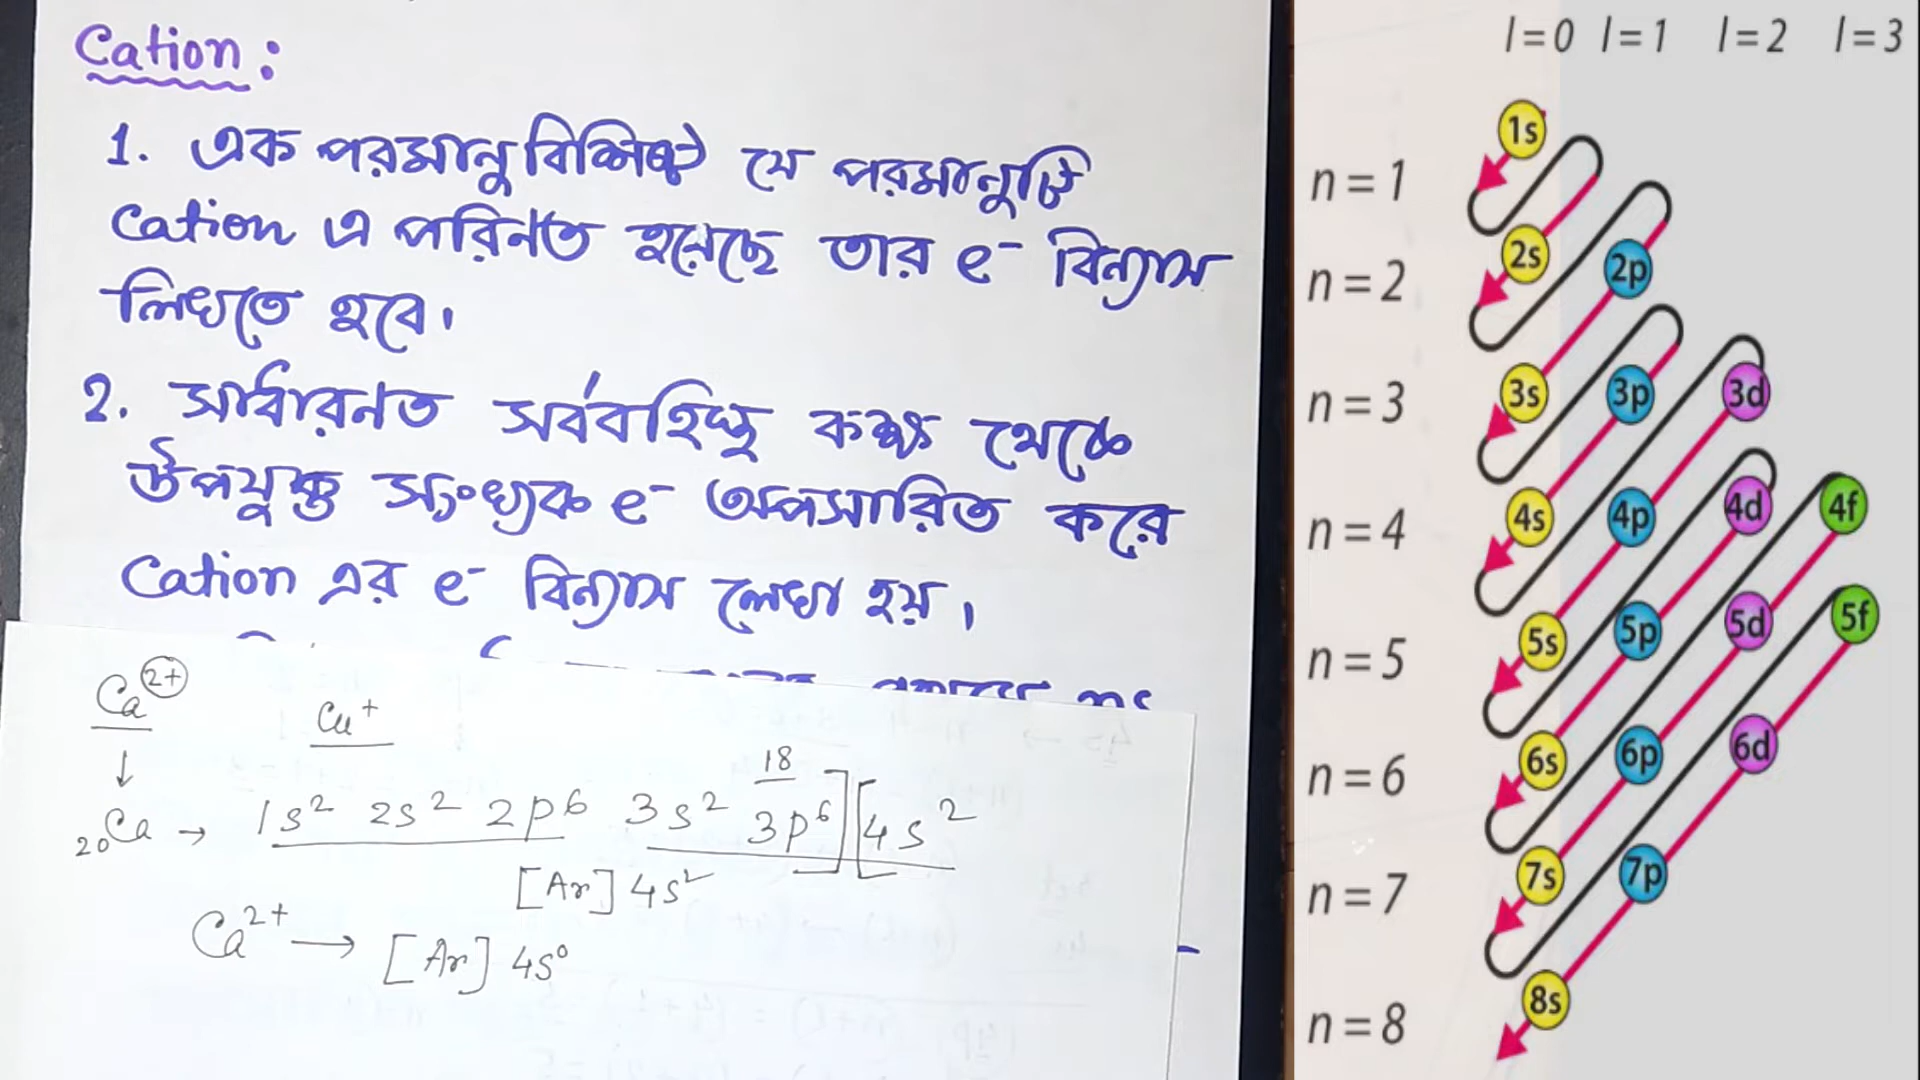 Cation :
1. এক পরমানু বিশিষ্ট যে পরমানুটি
Cation এ পরিনত হয়েছে তার e⁻ বিন্যাস
লিখতে হবে।
2. সাধারনত সর্ববহিস্থ কক্ষ থেকে
উপযুক্ত সংখ্যক e⁻ অপসারিত করে
Cation এর e⁻ বিন্যাস লেখা হয়।
Ca²⁺ Cu⁺
↓ 18
₂₀Ca → 1s² 2s² 2p⁶ 3s² 3p⁶] [4s²
[Ar] 4s²
Ca²⁺ → [Ar] 4s⁰
l=0 l=1 l=2 l=3
1s
n=1
2s 2p
n=2
3s 3p 3d
n=3
4s 4p 4d 4f
n=4
5s 5p 5d 5f
n=5
6s 6p 6d
n=6
7s 7p
n=7
8s
n=8